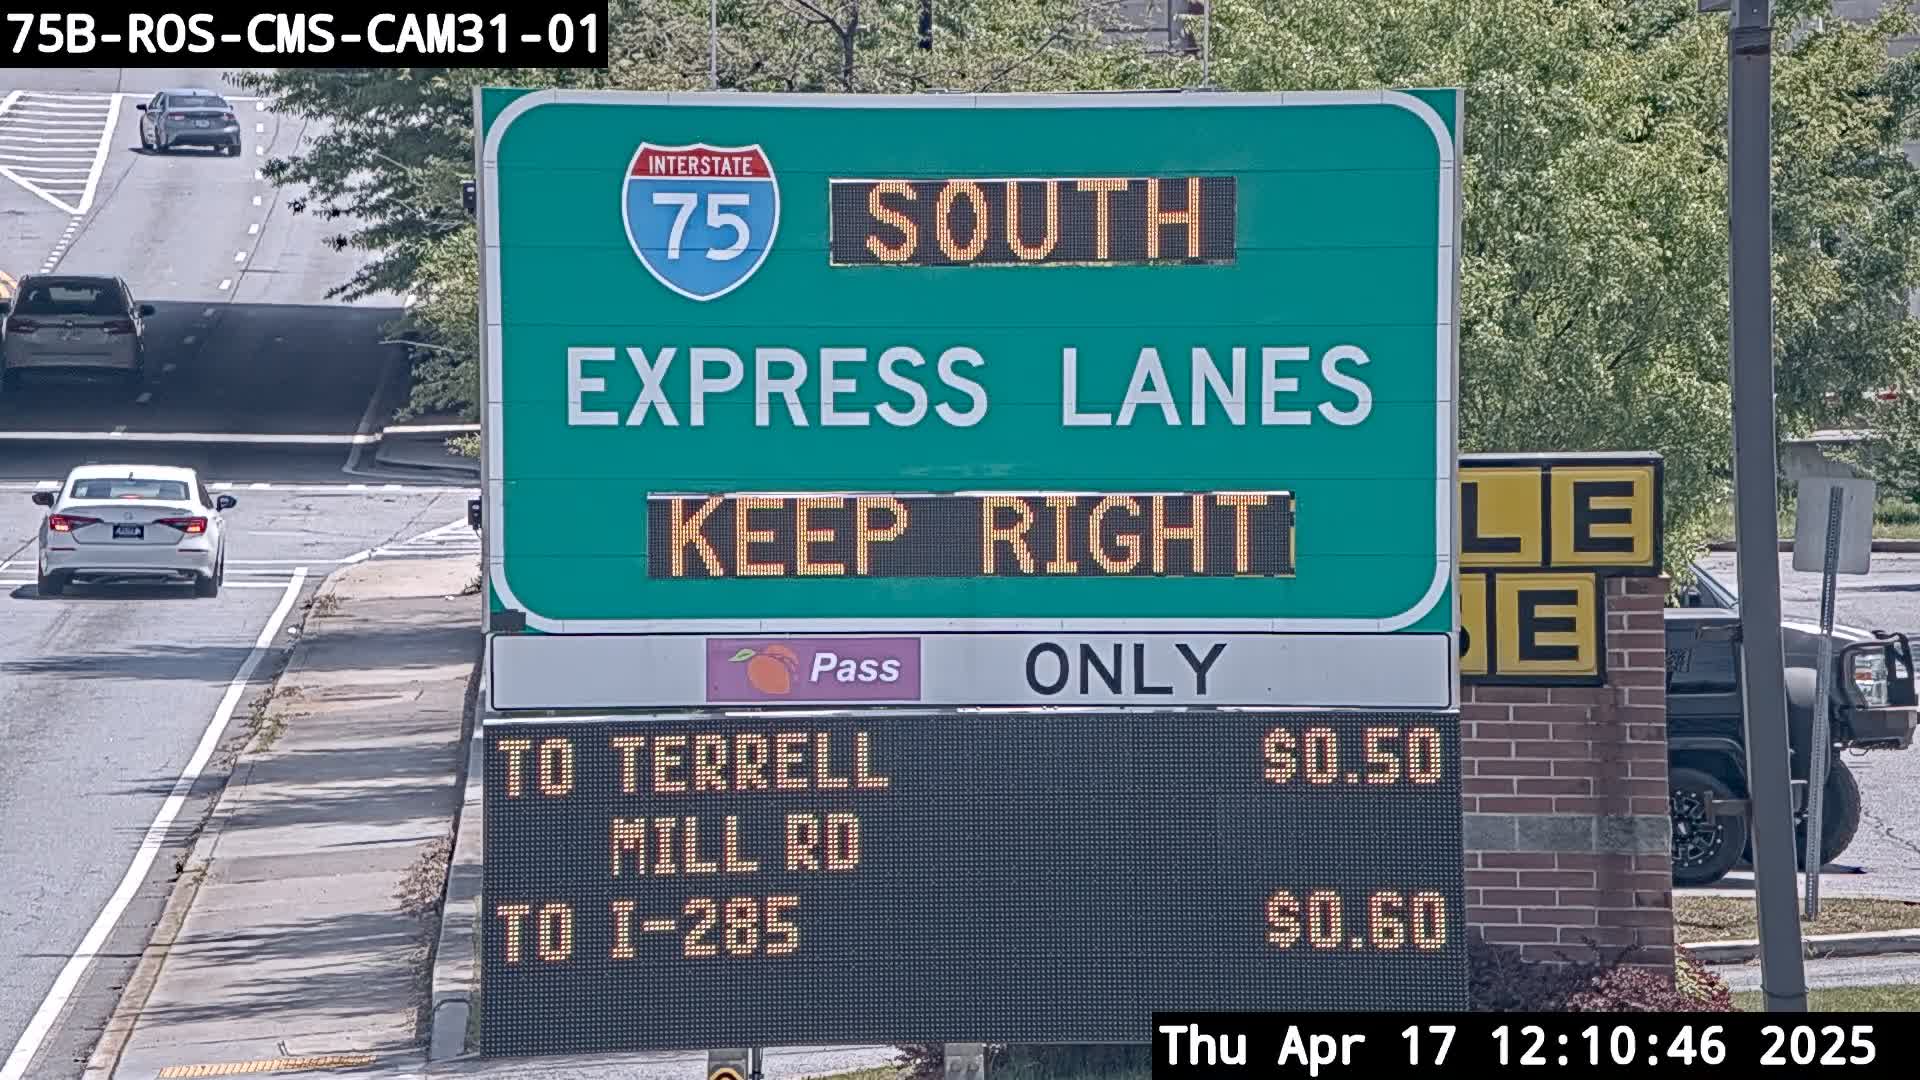 75B-ROS-CMS-CAM31-01
INTERSTATE
75
SOUTH
EXPRESS LANES
KEEP RIGHT
Pass ONLY
TO TERRELL $0.50
MILL RD
TO I-285 $0.60
LE
E
Thu Apr 17 12:10:46 2025